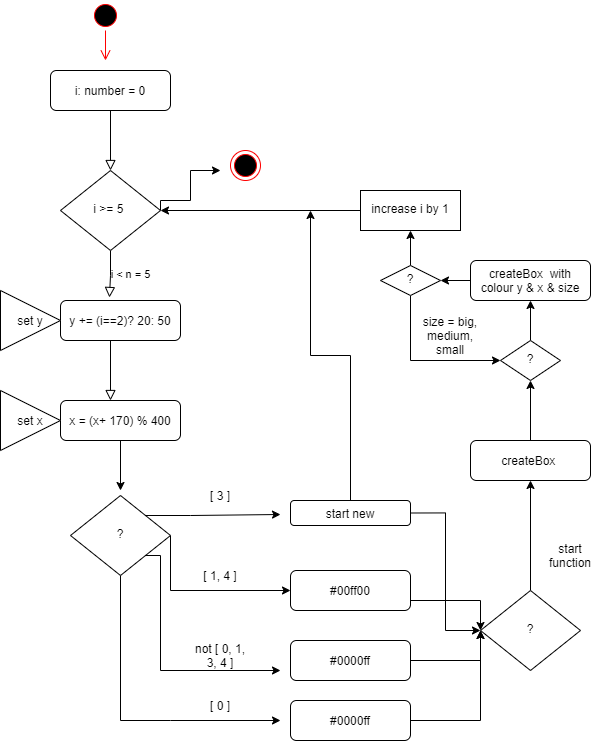 i: number = 0
i >= 5
increase i by 1
i < n = 5
?
createBox with
colour y & x & size
set y
y += (i==2)? 20: 50
size = big,
medium,
small
?
set x
x = (x+ 170) % 400
createBox
[ 3 ]
start new
?
start
function
[ 1, 4 ]
#00ff00
?
not [ 0, 1,
3, 4 ]
#0000ff
[ 0 ]
#0000ff